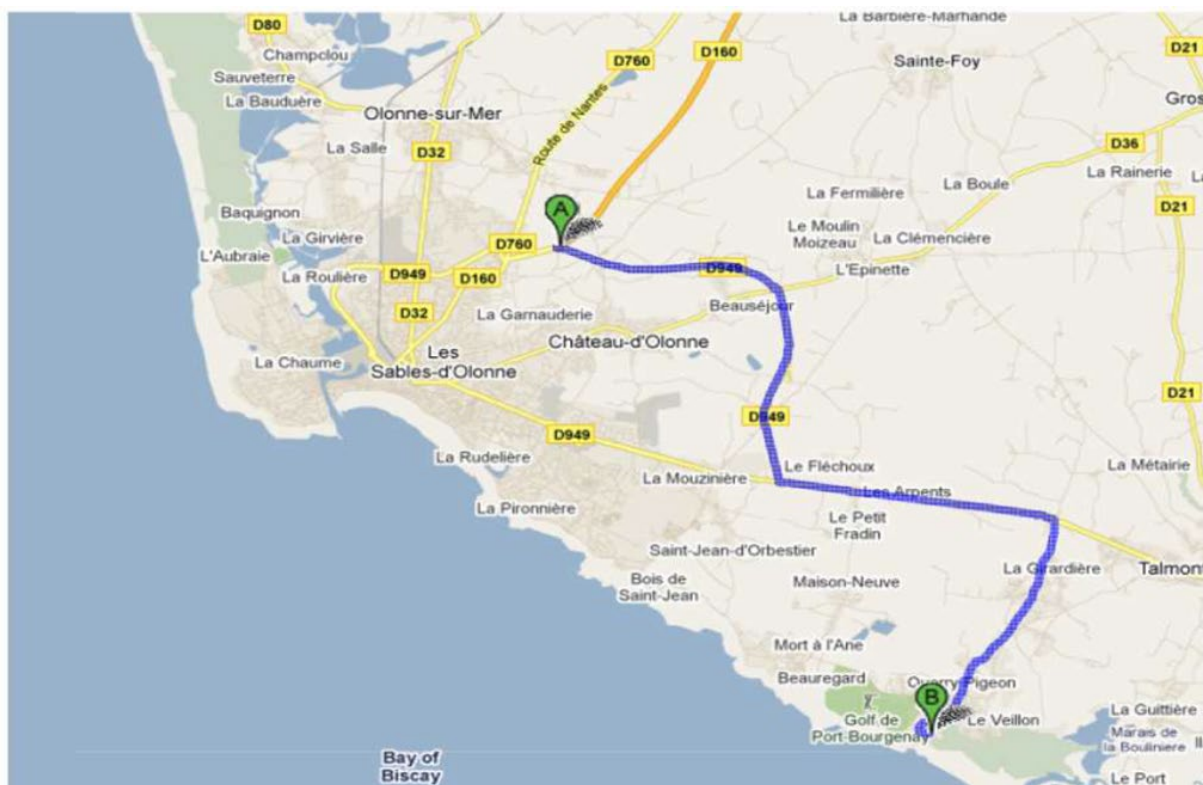 La Barbière-Marhande
D80
D760
D160
D21
Champclou
Sainte-Foy
Sauveterre
La Bauduère
Gros
Olonne-sur-Mer
Route de Nantes
La Salle
D32
D36
La Rainerie
La Boule
La Fermilière
Baquignon
A
D21
La Girvière
Le Moulin
Moizeau
La Clémencière
L'Aubraie
D760
La Roulière
D949
D160
D949
L'Epinette
Beauséjour
D32
La Garnauderie
Château-d'Olonne
La Chaume
Les
Sables-d'Olonne
D21
D949
D949
La Rudelière
La Mouzinière
Le Fléchoux
La Métairie
La Pironnière
Les Arpents
Le Petit
Fradin
Saint-Jean-d'Orbestier
La Girardière
Talmont
Bois de
Saint-Jean
Maison-Neuve
Mort à l'Ane
Beauregard
Querry-Pigeon
B
Golf de
Port-Bourgenay
Le Veillon
La Guittière
Marais de
la Bouliniere
Bay of
Biscay
Le Port